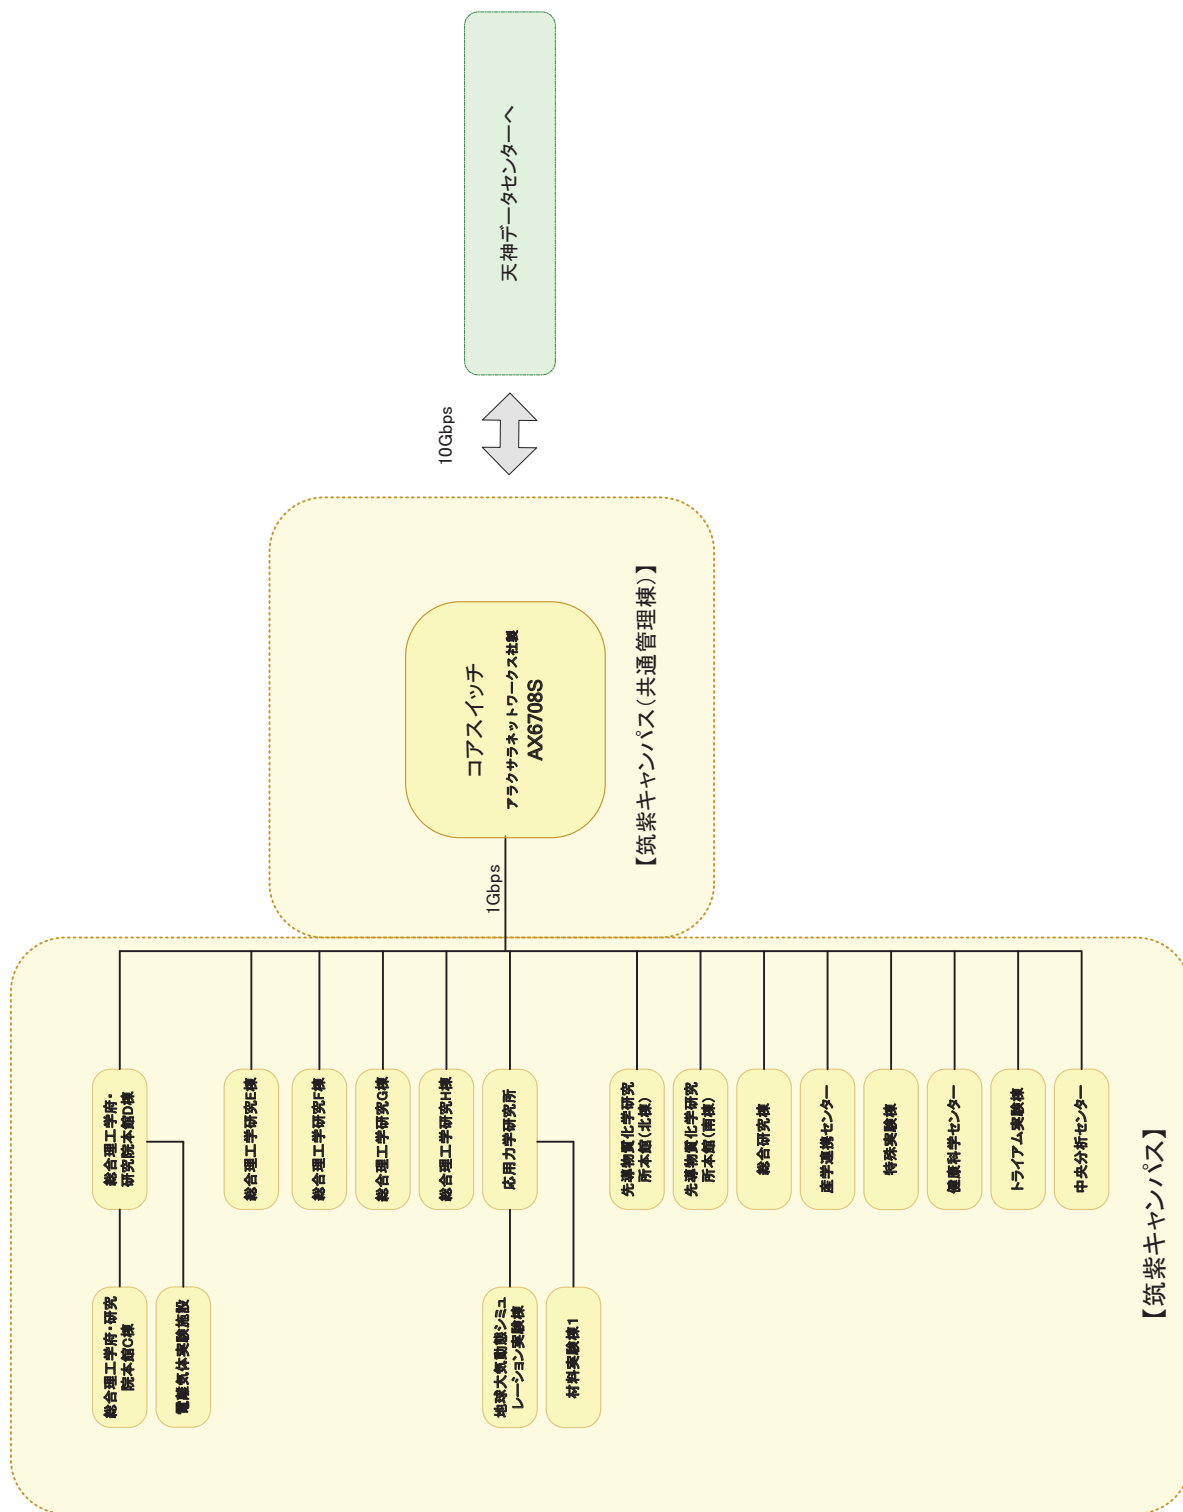 天神データセンターへ
10Gbps
コアスイッチ
アラクサラネットワークス社製
AX6708S
【筑紫キャンパス(共通管理棟)】
1Gbps
総合理工学府・
研究院本館D棟
総合理工学研究E棟
総合理工学研究F棟
総合理工学研究G棟
総合理工学研究H棟
応用力学研究所
先導物質化学研究
所本館(北棟)
先導物質化学研究
所本館(南棟)
総合研究棟
産学連携センター
特殊実験棟
健康科学センター
トライアム実験棟
中央分析センター
総合理工学府・研究
院本館C棟
電離気体実験施設
地球大気動態シミュ
レーション実験棟
材料実験棟1
【筑紫キャンパス】